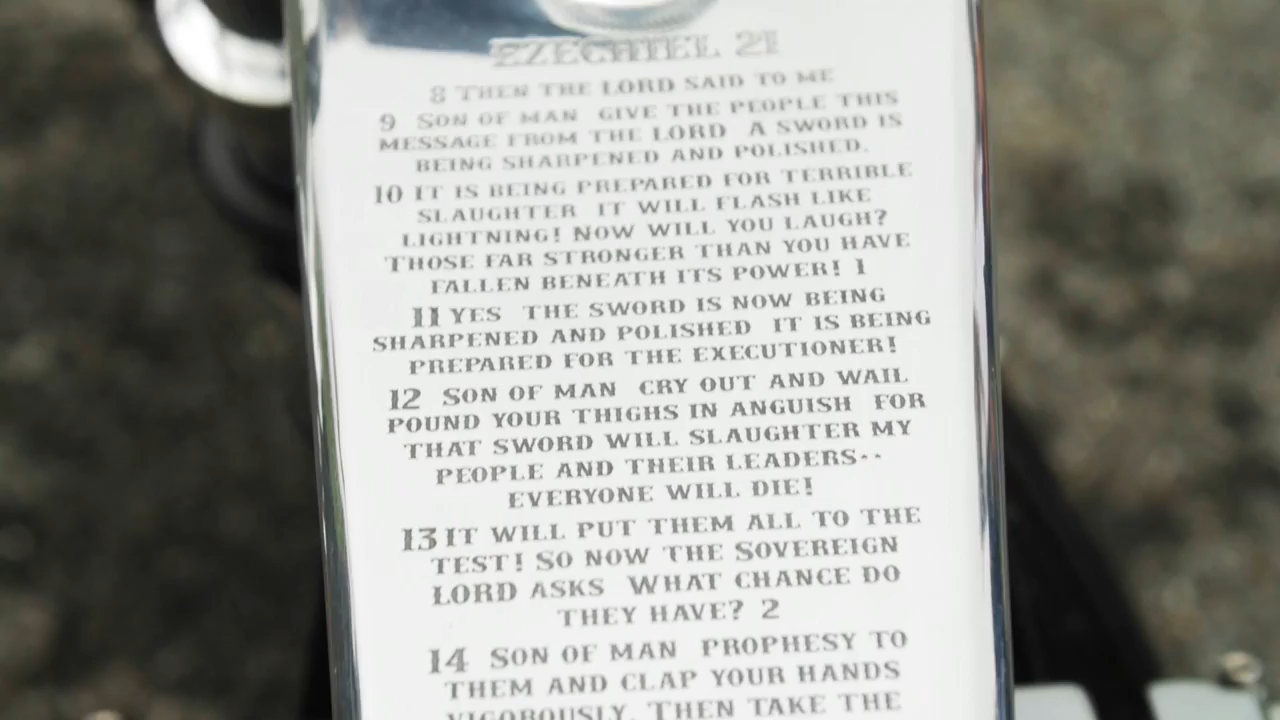 EZECHIEL 21
8 THEN THE LORD SAID TO ME
9 SON OF MAN GIVE THE PEOPLE THIS
MESSAGE FROM THE LORD A SWORD IS
BEING SHARPENED AND POLISHED.
10 IT IS BEING PREPARED FOR TERRIBLE
SLAUGHTER IT WILL FLASH LIKE
LIGHTNING! NOW WILL YOU LAUGH?
THOSE FAR STRONGER THAN YOU HAVE
FALLEN BENEATH ITS POWER! 1
11 YES THE SWORD IS NOW BEING
SHARPENED AND POLISHED IT IS BEING
PREPARED FOR THE EXECUTIONER!
12 SON OF MAN CRY OUT AND WAIL
POUND YOUR THIGHS IN ANGUISH FOR
THAT SWORD WILL SLAUGHTER MY
PEOPLE AND THEIR LEADERS--
EVERYONE WILL DIE!
13 IT WILL PUT THEM ALL TO THE
TEST! SO NOW THE SOVEREIGN
LORD ASKS WHAT CHANCE DO
THEY HAVE? 2
14 SON OF MAN PROPHESY TO
THEM AND CLAP YOUR HANDS
VIGOROUSLY. THEN TAKE THE